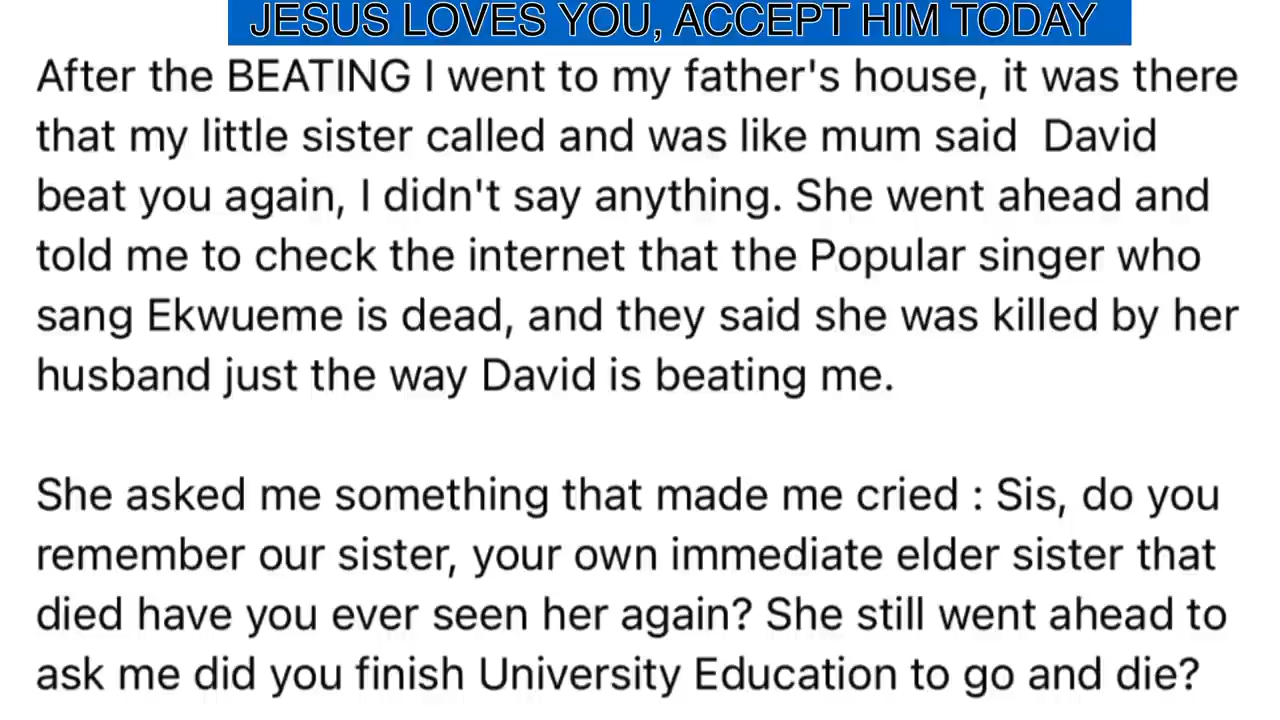 JESUS LOVES YOU, ACCEPT HIM TODAY
After the BEATING I went to my father's house, it was there
that my little sister called and was like mum said  David
beat you again, I didn't say anything. She went ahead and
told me to check the internet that the Popular singer who
sang Ekwueme is dead, and they said she was killed by her
husband just the way David is beating me.
She asked me something that made me cried : Sis, do you
remember our sister, your own immediate elder sister that
died have you ever seen her again? She still went ahead to
ask me did you finish University Education to go and die?